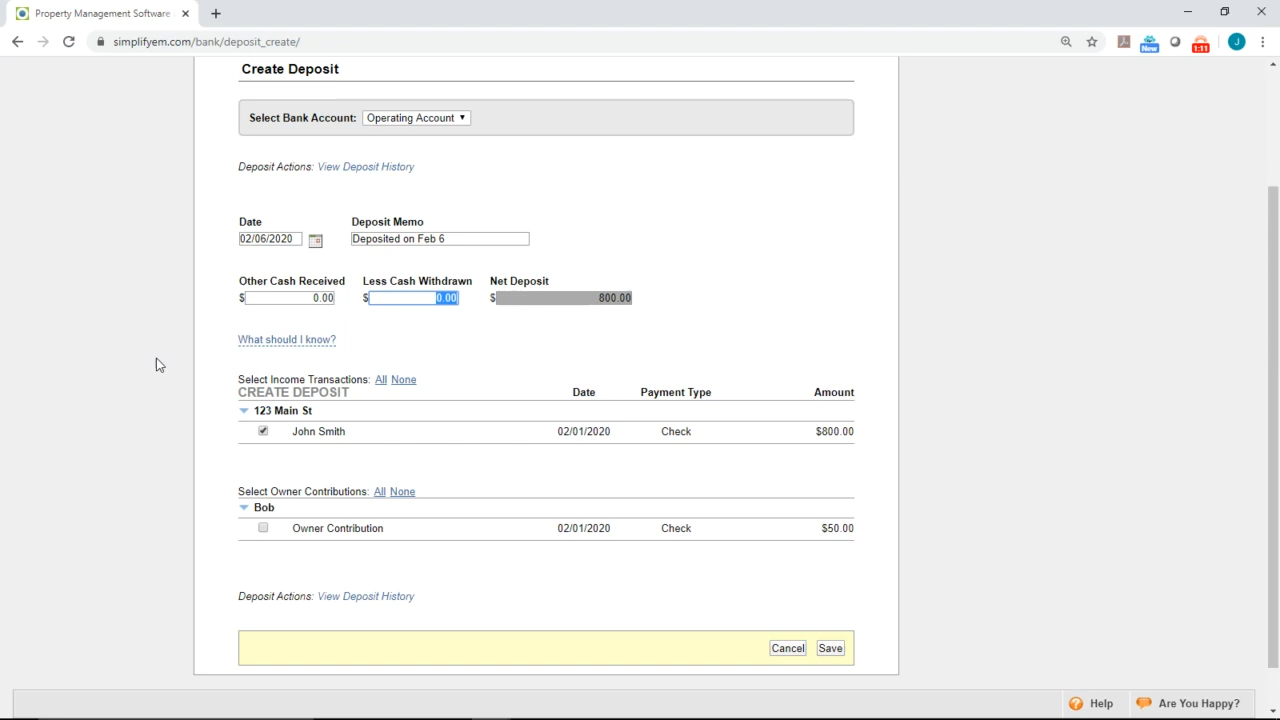 Property Management Software
simplifyem.com/bank/deposit_create/
New
1:11
J
Create Deposit
Select Bank Account: Operating Account
Deposit Actions: View Deposit History
Date Deposit Memo
02/06/2020 Deposited on Feb 6
Other Cash Received Less Cash Withdrawn Net Deposit
$ 0.00 $ 0.00 $ 800.00
What should I know?
Select Income Transactions: All None
CREATE DEPOSIT Date Payment Type Amount
123 Main St
John Smith 02/01/2020 Check $800.00
Select Owner Contributions: All None
Bob
Owner Contribution 02/01/2020 Check $50.00
Deposit Actions: View Deposit History
Cancel Save
Help Are You Happy?